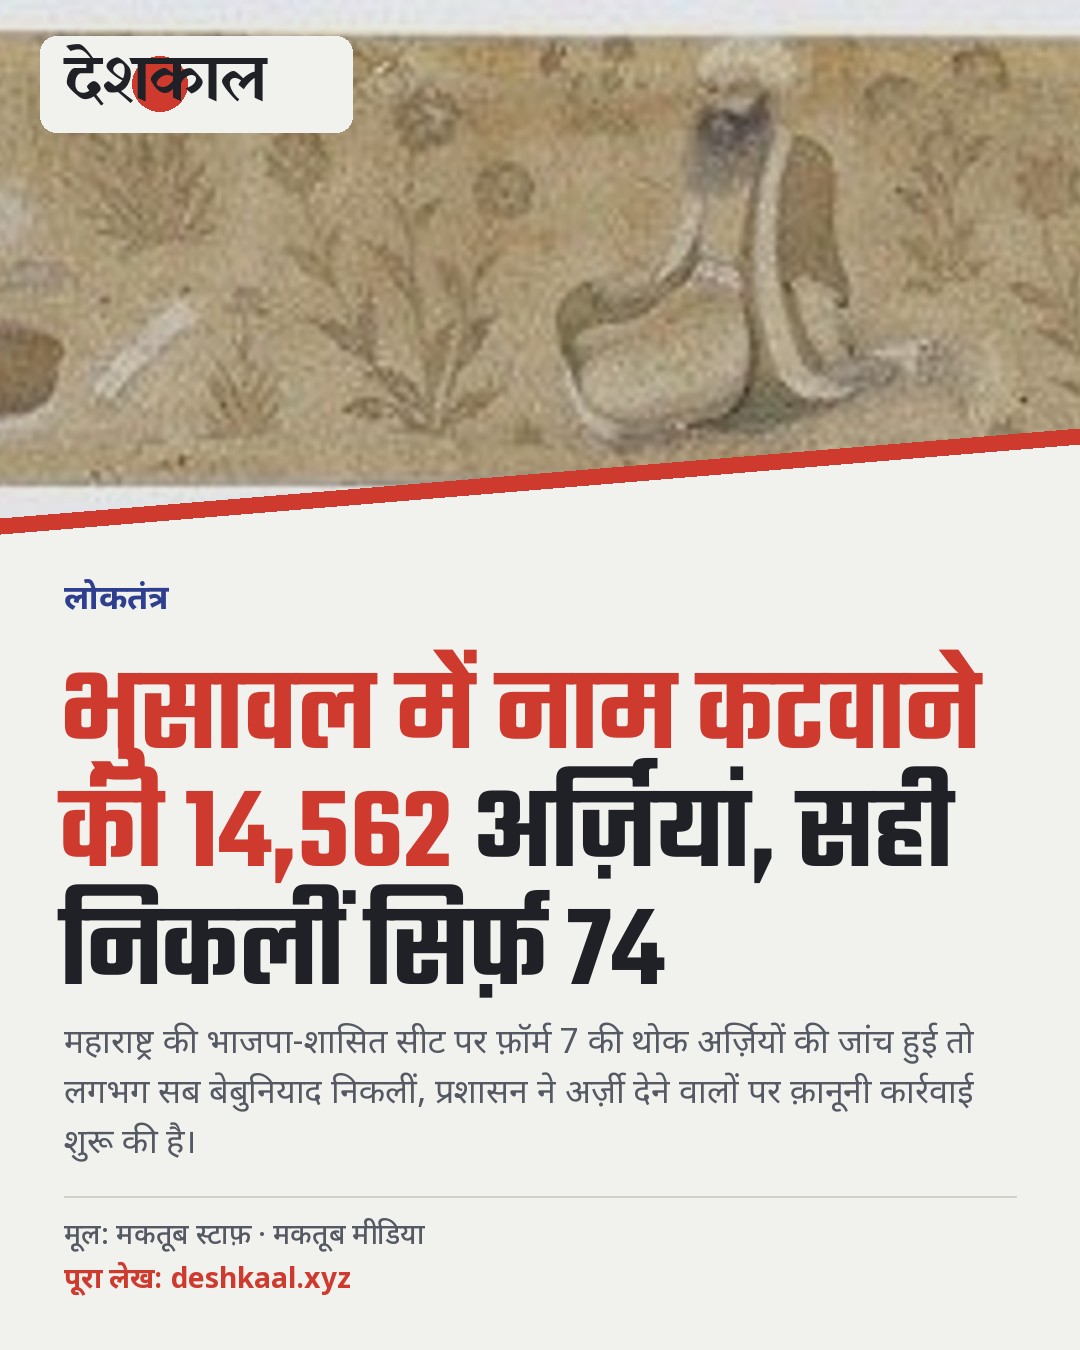 देशकाल
लोकतंत्र
भुसावल में नाम कटवाने
की 14,562 अर्ज़ियां, सही
निकलीं सिर्फ़ 74
महाराष्ट्र की भाजपा-शासित सीट पर फ़ॉर्म 7 की थोक अर्ज़ियों की जांच हुई तो
लगभग सब बेबुनियाद निकलीं, प्रशासन ने अर्ज़ी देने वालों पर क़ानूनी कार्रवाई
शुरू की है।
मूल: मकतूब स्टाफ़ · मकतूब मीडिया
पूरा लेख: deshkaal.xyz